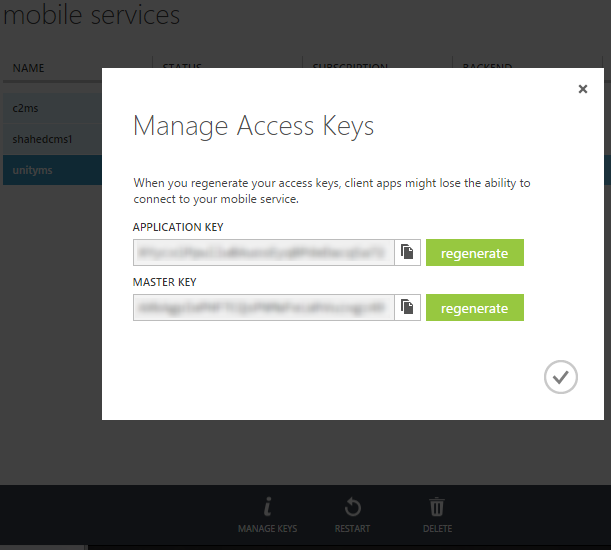 mobile services
NAME STATUS SUBSCRIPTION BACKEND
c2ms
shahedcms1
unityms
Manage Access Keys
When you regenerate your access keys, client apps might lose the ability to
connect to your mobile service.
APPLICATION KEY
regenerate
MASTER KEY
regenerate
MANAGE KEYS RESTART DELETE